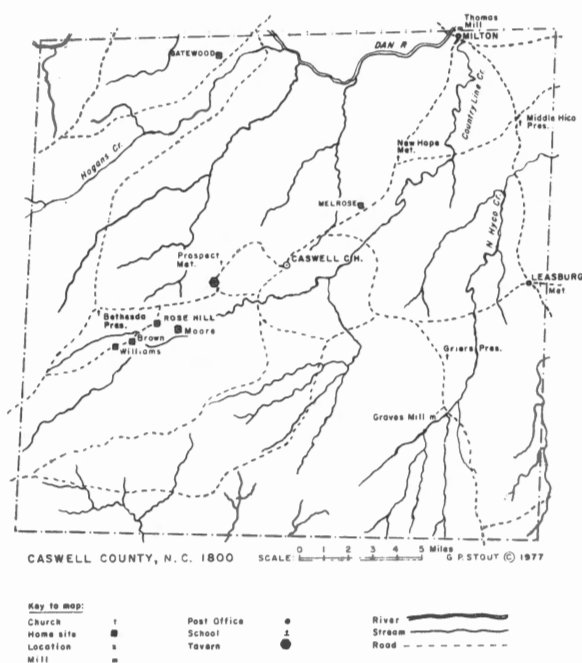 Thomas
Mill
MILTON
DAN R
GATEWOOD
Country Line Cr.
Middle Hico
Pres.
New Hope
Met.
Hogans Cr.
MELROSE
N Hyco Cr
Prospect
Met.
CASWELL C.H.
LEASBURG
Met
Bethesda
Pres.
ROSE HILL
Moore
Brown
Williams
Griers Pres.
Graves Mill
CASWELL COUNTY, N.C. 1800
SCALE: 0 1 2 3 4 5 Miles
G.P. STOUT © 1977
Key to map:
Church
Home site
Location
Mill
Post Office
School
Tavern
River
Stream
Road